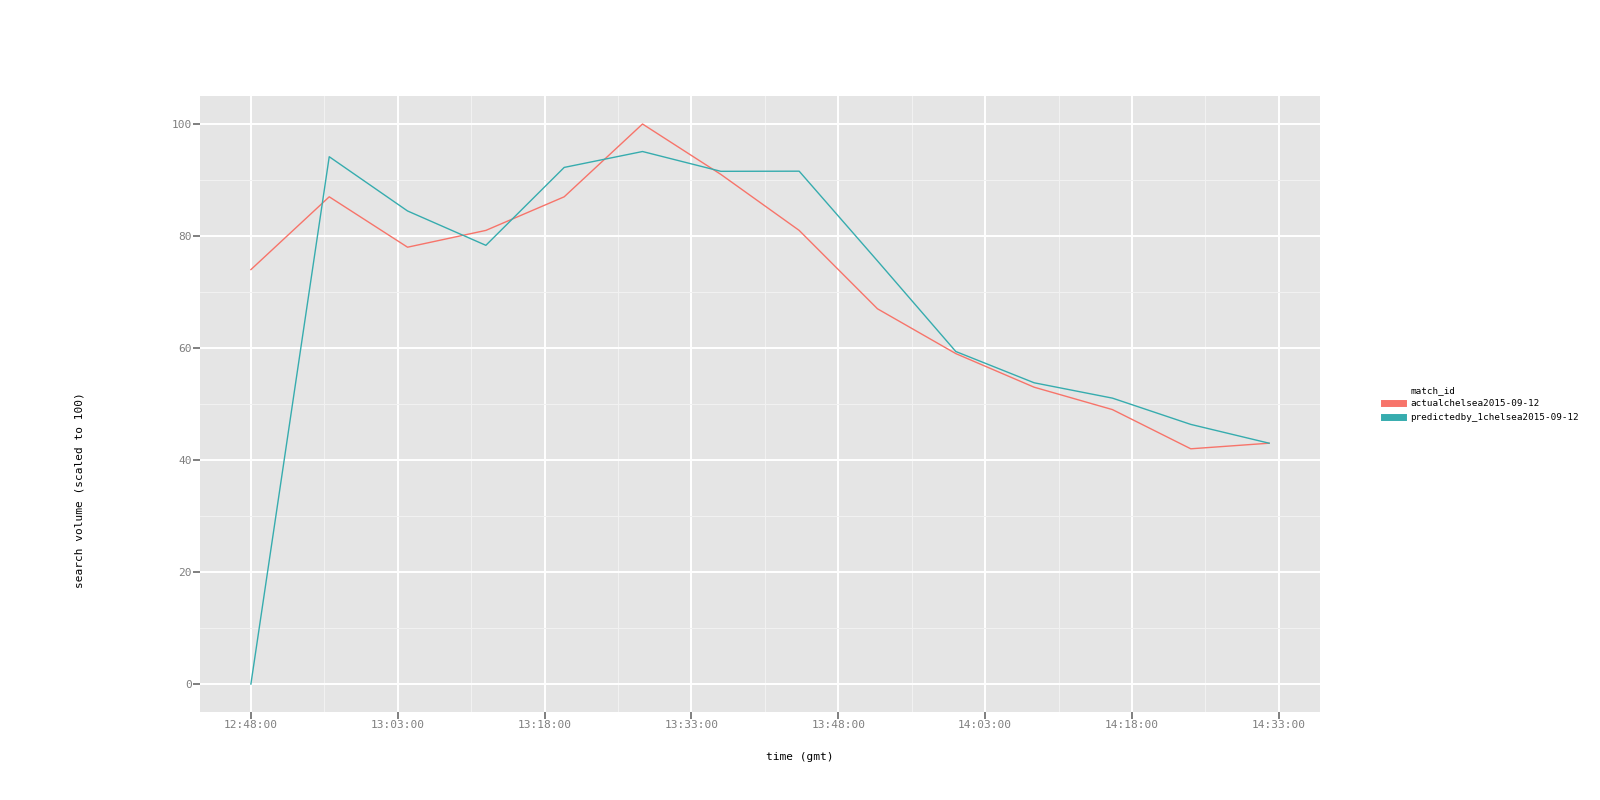 100
80
60
40
20
0
search volume (scaled to 100)
12:48:00 13:03:00 13:18:00 13:33:00 13:48:00 14:03:00 14:18:00 14:33:00
time (gmt)
match_id
actualchelsea2015-09-12
predictedby_1chelsea2015-09-12